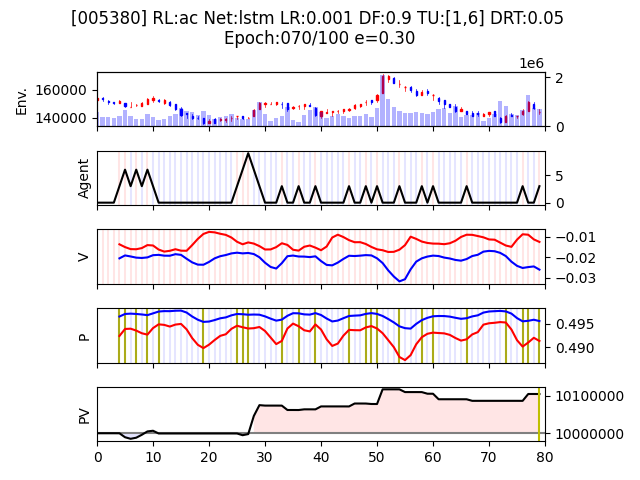 [005380] RL:ac Net:lstm LR:0.001 DF:0.9 TU:[1,6] DRT:0.05
Epoch:070/100 e=0.30
1e6
Env.
160000
140000
2
0
Agent
5
0
V
−0.01
−0.02
−0.03
P
0.495
0.490
PV
10100000
10000000
0 10 20 30 40 50 60 70 80